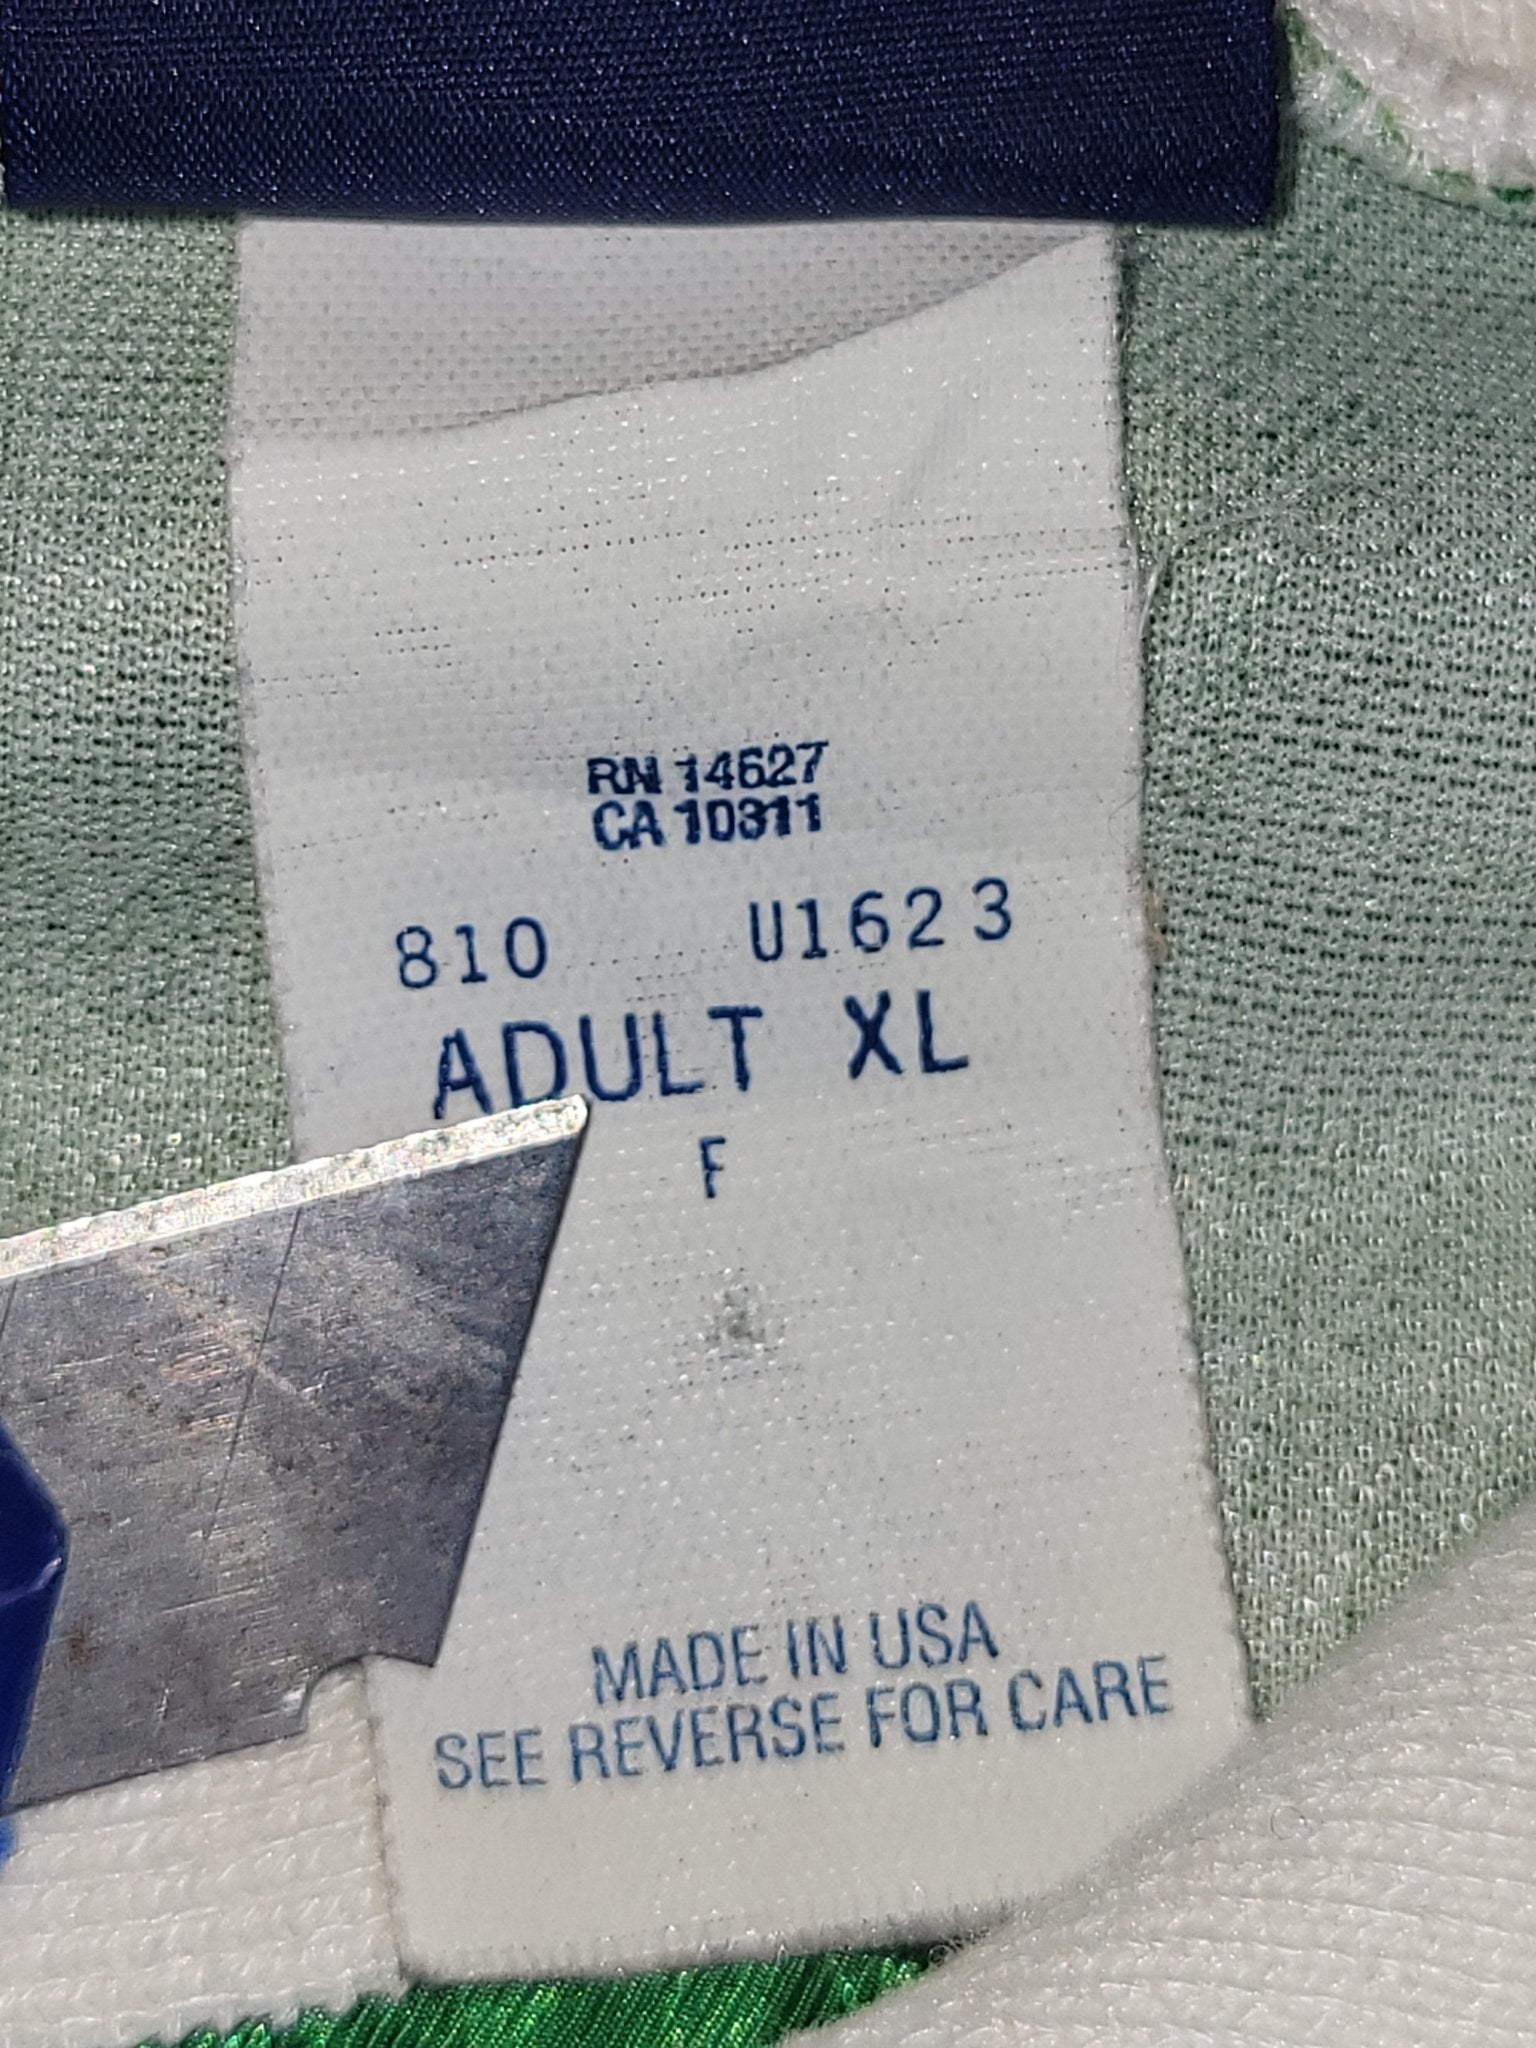 RN 14627
CA 10311
810 U1623
ADULT XL
F
MADE IN USA
SEE REVERSE FOR CARE